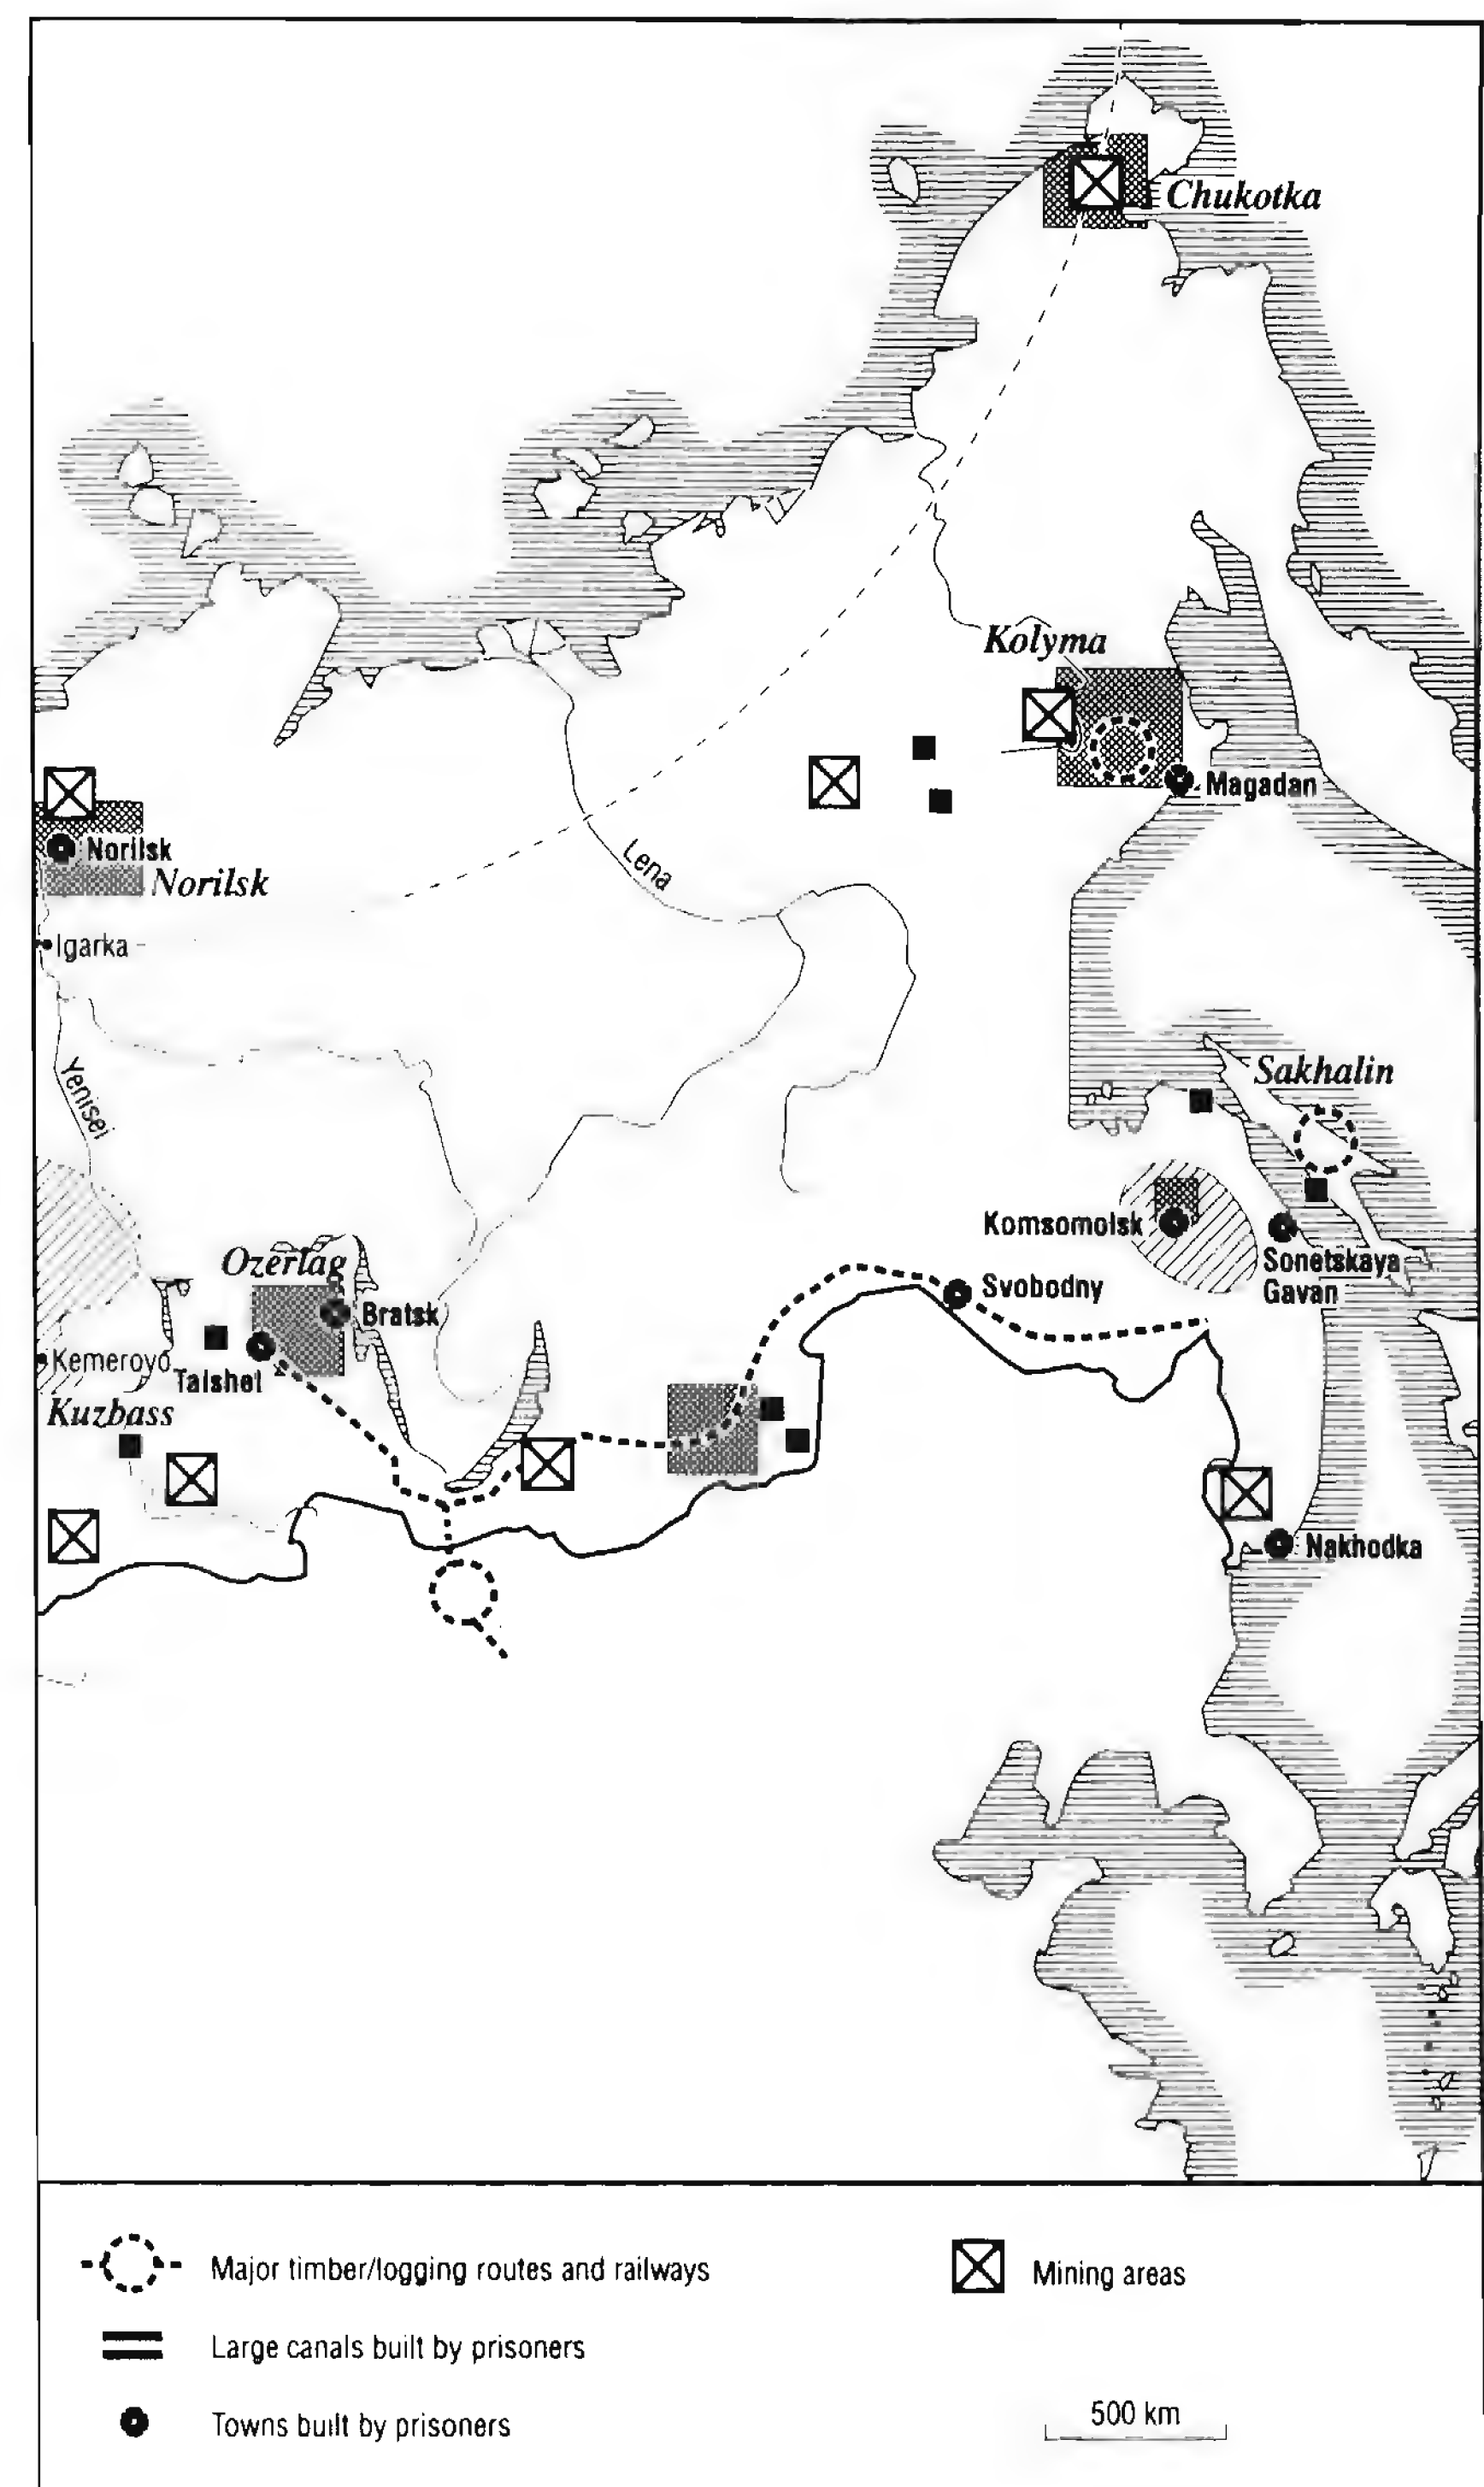 Chukotka
Kolyma
Magadan
Norilsk
Norilsk
Lena
Igarka
Yenisei
Sakhalin
Komsomolsk
Sonetskaya
Gavan
Svobodny
Ozerlag
Bratsk
Kemerovo
Taishet
Kuzbass
Nakhodka
Major timber/logging routes and railways
Mining areas
Large canals built by prisoners
500 km
Towns built by prisoners